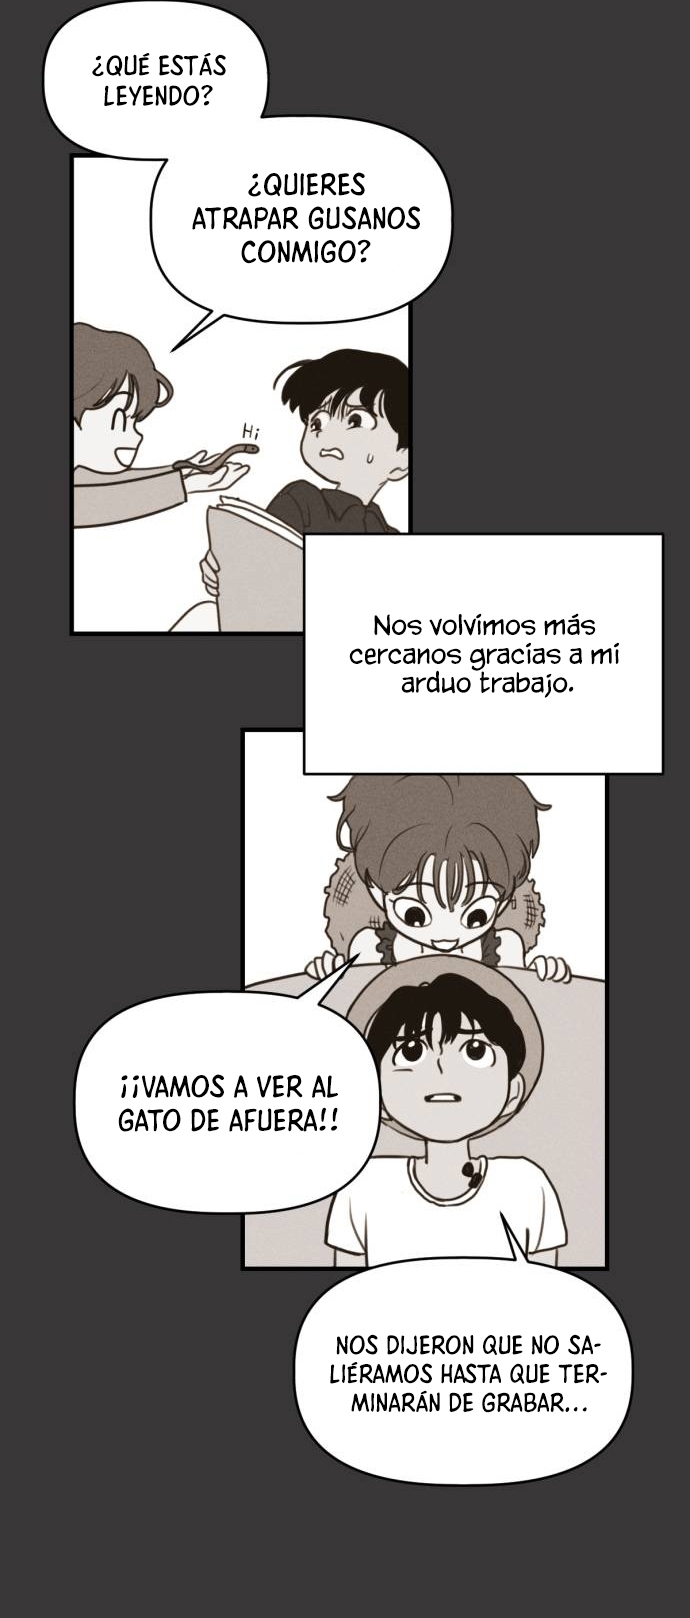 ¿QUÉ ESTÁS
LEYENDO?
¿QUIERES
ATRAPAR GUSANOS
CONMIGO?
Hi
Nos volvimos más
cercanos gracias a mi
arduo trabajo.
¡¡VAMOS A VER AL
GATO DE AFUERA!!
NOS DIJERON QUE NO SA-
LIÉRAMOS HASTA QUE TER-
MINARÁN DE GRABAR...